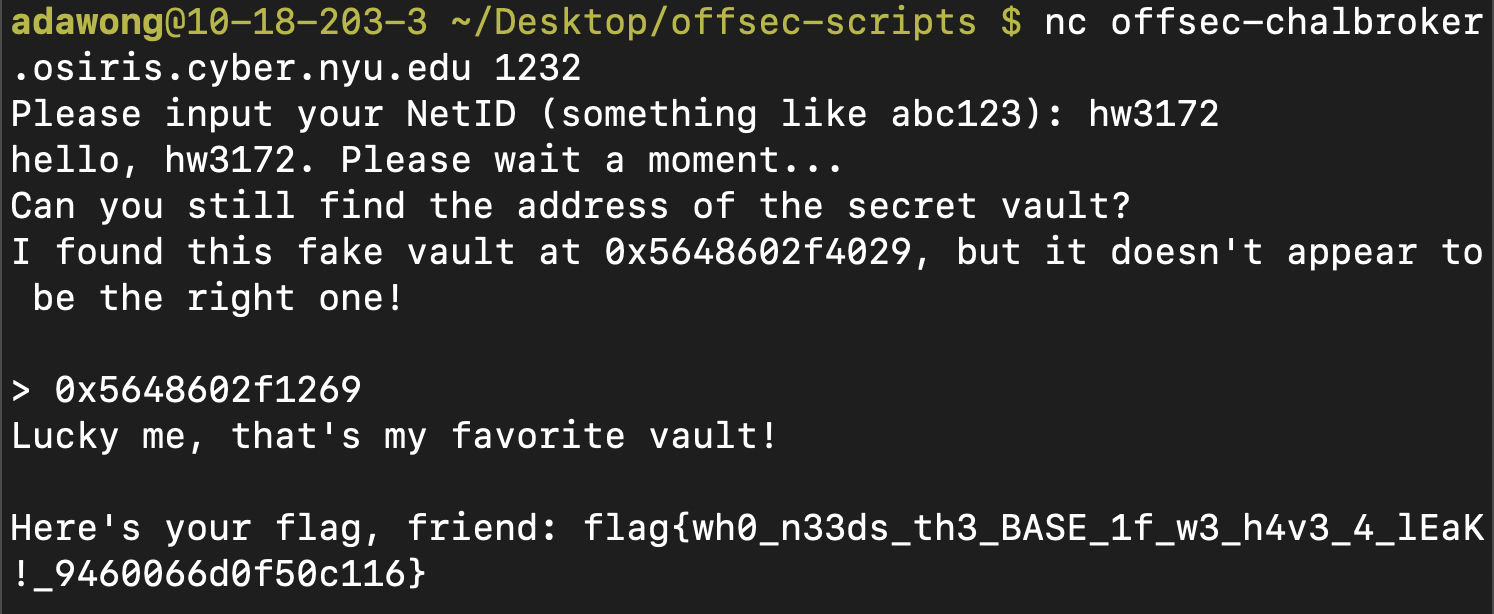 adawong@10-18-203-3 ~/Desktop/offsec-scripts $ nc offsec-chalbroker
.osiris.cyber.nyu.edu 1232
Please input your NetID (something like abc123): hw3172
hello, hw3172. Please wait a moment...
Can you still find the address of the secret vault?
I found this fake vault at 0x5648602f4029, but it doesn't appear to
 be the right one!

> 0x5648602f1269
Lucky me, that's my favorite vault!

Here's your flag, friend: flag{wh0_n33ds_th3_BASE_1f_w3_h4v3_4_lEaK
!_9460066d0f50c116}